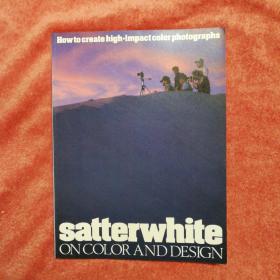 How to create high-impact color photographs
satterwhite
ON COLOR AND DESIGN